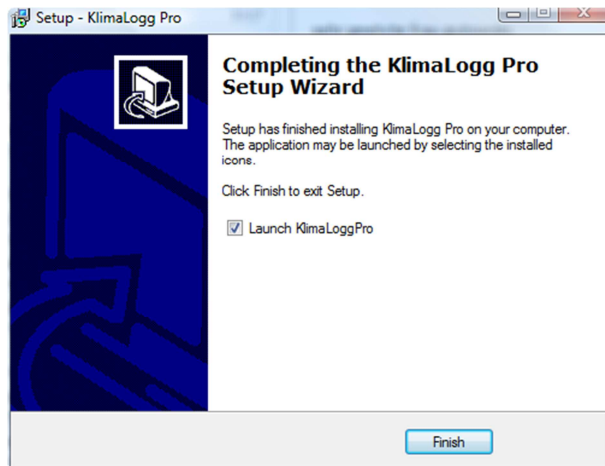 Setup - KlimaLogg Pro
Completing the KlimaLogg Pro
Setup Wizard
Setup has finished installing KlimaLogg Pro on your computer.
The application may be launched by selecting the installed
icons.
Click Finish to exit Setup.
Launch KlimaLoggPro
Finish